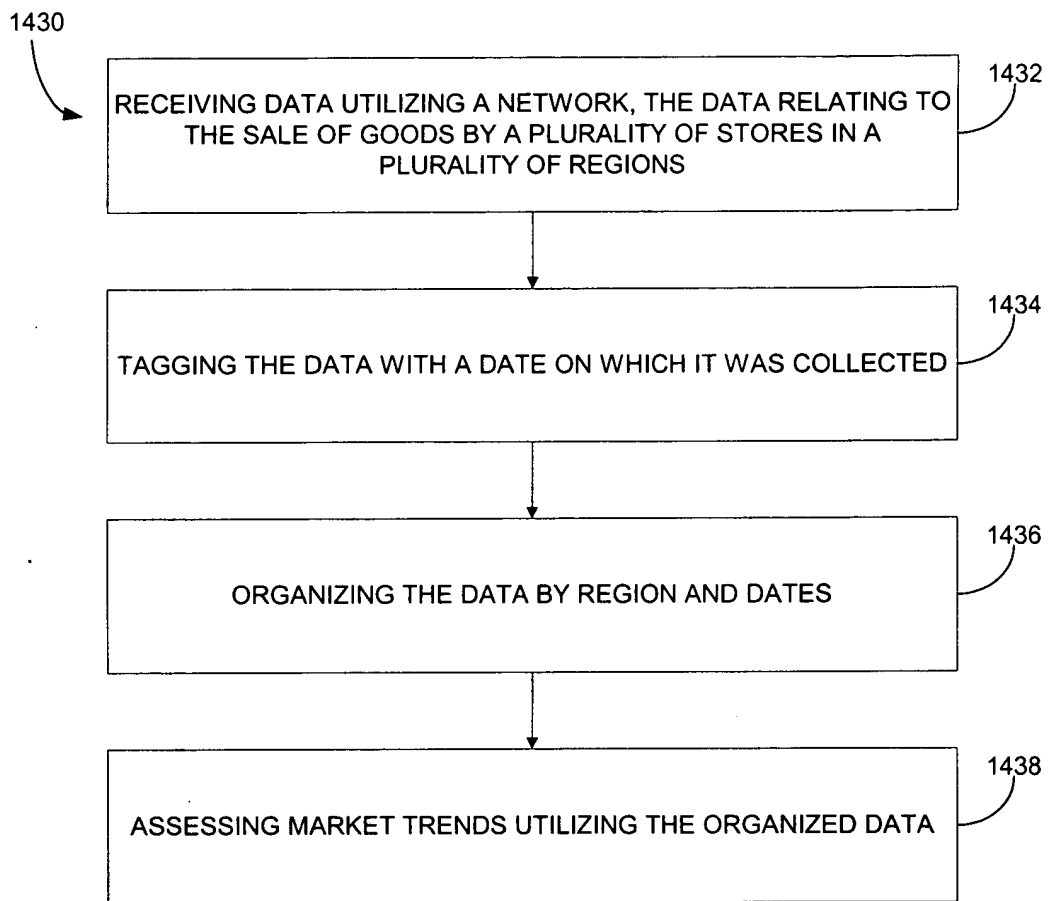 1430
1432
RECEIVING DATA UTILIZING A NETWORK, THE DATA RELATING TO
THE SALE OF GOODS BY A PLURALITY OF STORES IN A
PLURALITY OF REGIONS
1434
TAGGING THE DATA WITH A DATE ON WHICH IT WAS COLLECTED
1436
ORGANIZING THE DATA BY REGION AND DATES
1438
ASSESSING MARKET TRENDS UTILIZING THE ORGANIZED DATA